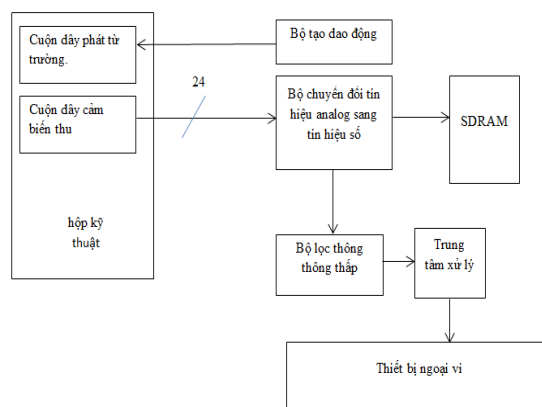 Cuộn dây phát từ
trường.
Bộ tạo dao động
24
Cuộn dây cảm
biến thu
Bộ chuyển đổi tín
hiệu analog sang
tín hiệu số
SDRAM
hộp kỹ
thuật
Bộ lọc thông
thông thấp
Trung
tâm xử lý
Thiết bị ngoại vi